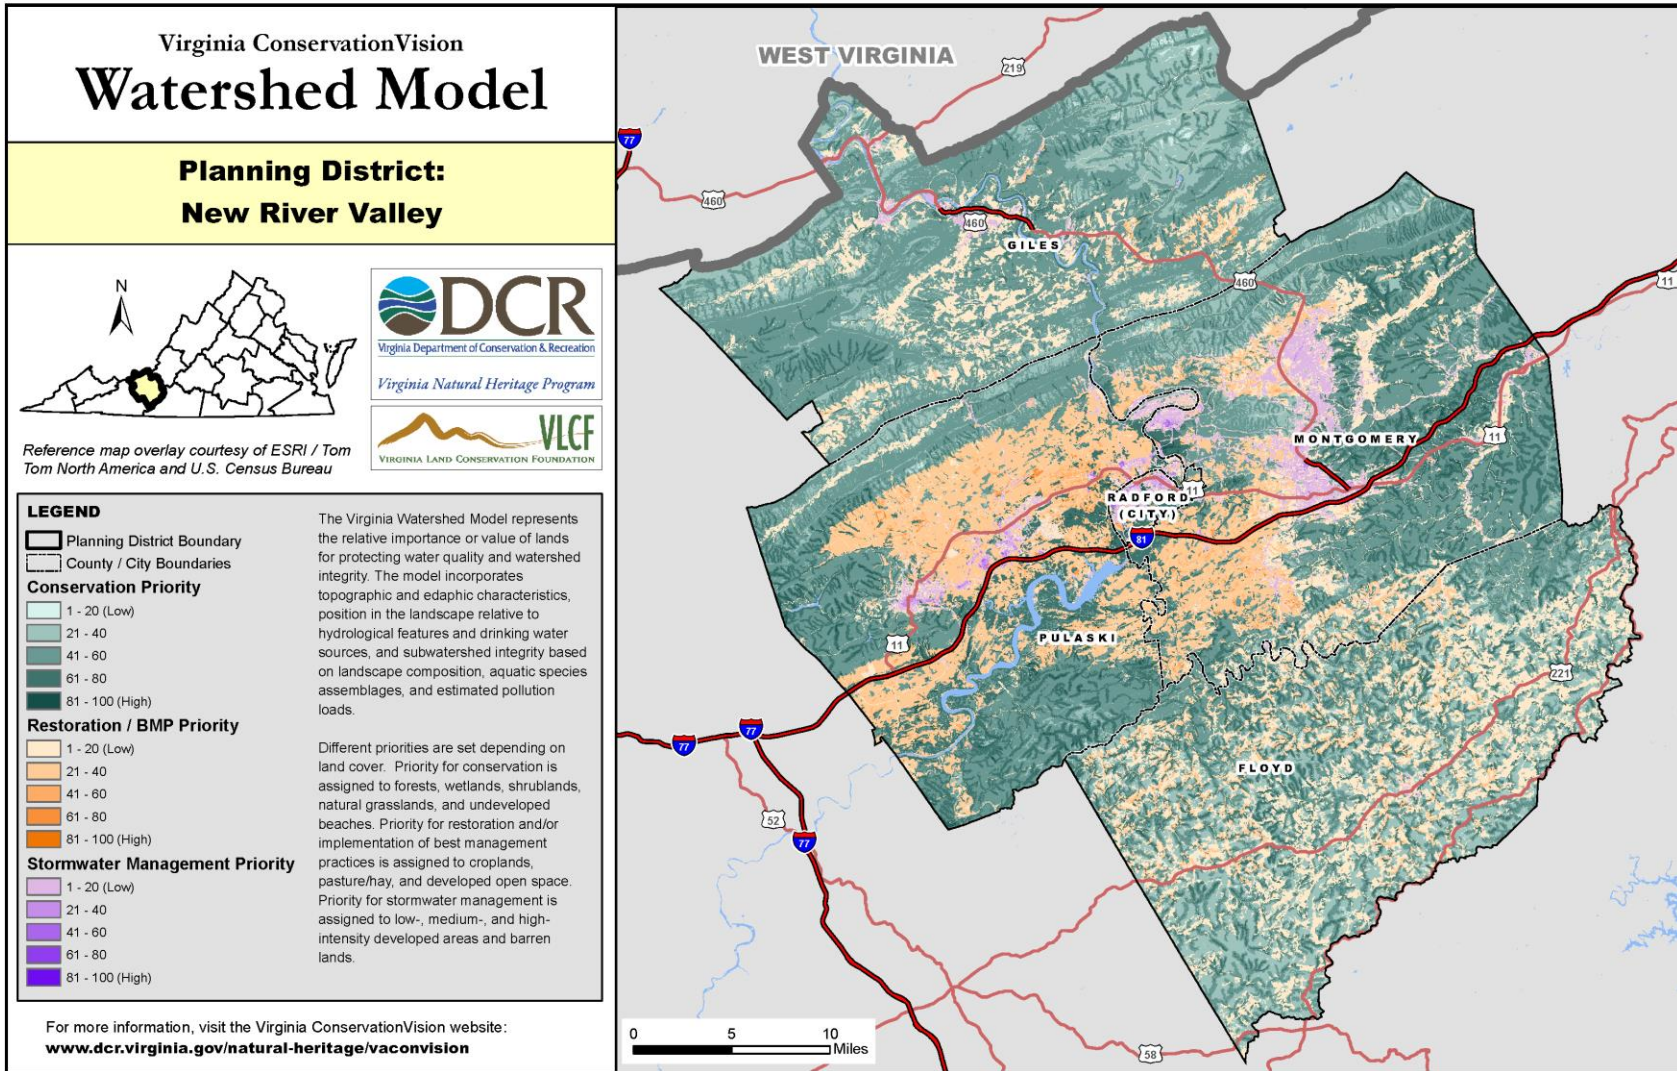 Virginia ConservationVision
Watershed Model
Planning District:
New River Valley
N
DCR
Virginia Department of Conservation & Recreation
Virginia Natural Heritage Program
VLCF
VIRGINIA LAND CONSERVATION FOUNDATION
Reference map overlay courtesy of ESRI / Tom
Tom North America and U.S. Census Bureau
LEGEND
Planning District Boundary
County / City Boundaries
Conservation Priority
1 - 20 (Low)
21 - 40
41 - 60
61 - 80
81 - 100 (High)
Restoration / BMP Priority
1 - 20 (Low)
21 - 40
41 - 60
61 - 80
81 - 100 (High)
Stormwater Management Priority
1 - 20 (Low)
21 - 40
41 - 60
61 - 80
81 - 100 (High)
The Virginia Watershed Model represents
the relative importance or value of lands
for protecting water quality and watershed
integrity. The model incorporates
topographic and edaphic characteristics,
position in the landscape relative to
hydrological features and drinking water
sources, and subwatershed integrity based
on landscape composition, aquatic species
assemblages, and estimated pollution
loads.
Different priorities are set depending on
land cover. Priority for conservation is
assigned to forests, wetlands, shrublands,
natural grasslands, and undeveloped
beaches. Priority for restoration and/or
implementation of best management
practices is assigned to croplands,
pasture/hay, and developed open space.
Priority for stormwater management is
assigned to low-, medium-, and high-
intensity developed areas and barren
lands.
For more information, visit the Virginia ConservationVision website:
www.dcr.virginia.gov/natural-heritage/vaconvision
WEST VIRGINIA
219
77
460
460
GILES
460
11
MONTGOMERY
11
11
RADFORD
(CITY)
81
PULASKI
11
221
77
77
FLOYD
52
77
58
0 5 10
Miles